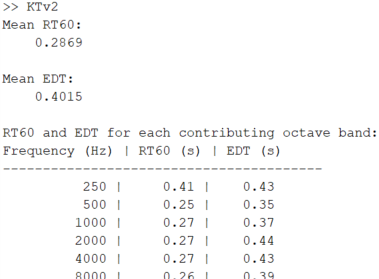 >> KTv2
Mean RT60:
0.2869
Mean EDT:
0.4015
RT60 and EDT for each contributing octave band:
Frequency (Hz) | RT60 (s) | EDT (s)
----------------------------------------
250 | 0.41 | 0.43
500 | 0.25 | 0.35
1000 | 0.27 | 0.37
2000 | 0.27 | 0.44
4000 | 0.27 | 0.43
8000 | 0.26 | 0.39